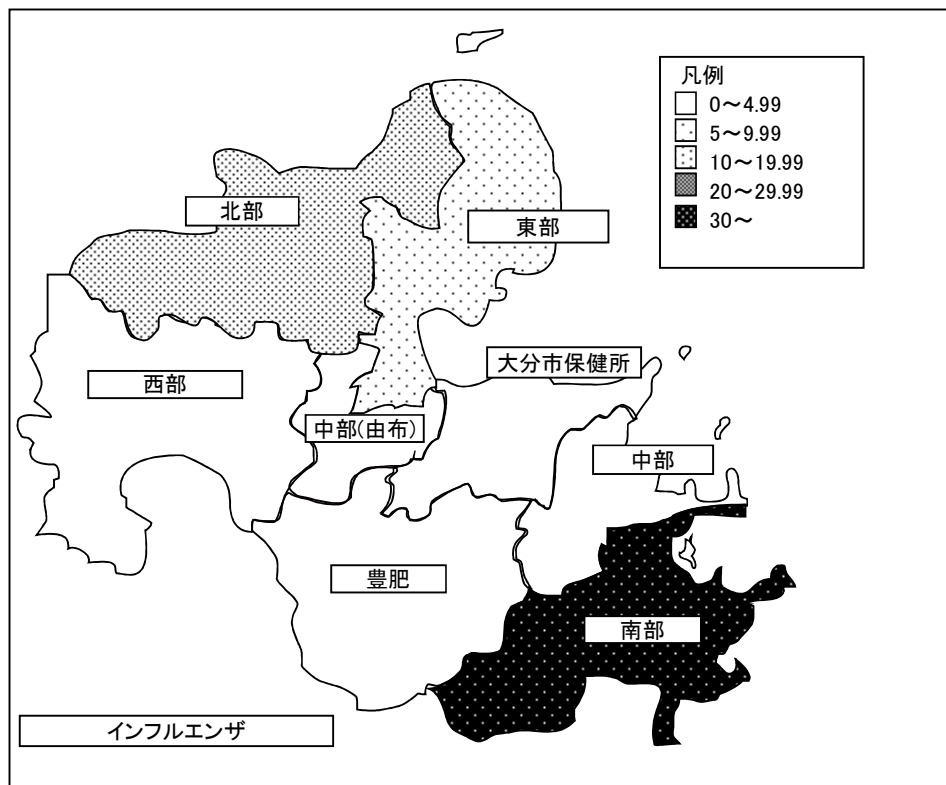 凡例
0～4.99
5～9.99
10～19.99
20～29.99
30～
北部
東部
大分市保健所
西部
中部(由布)
中部
豊肥
南部
インフルエンザ